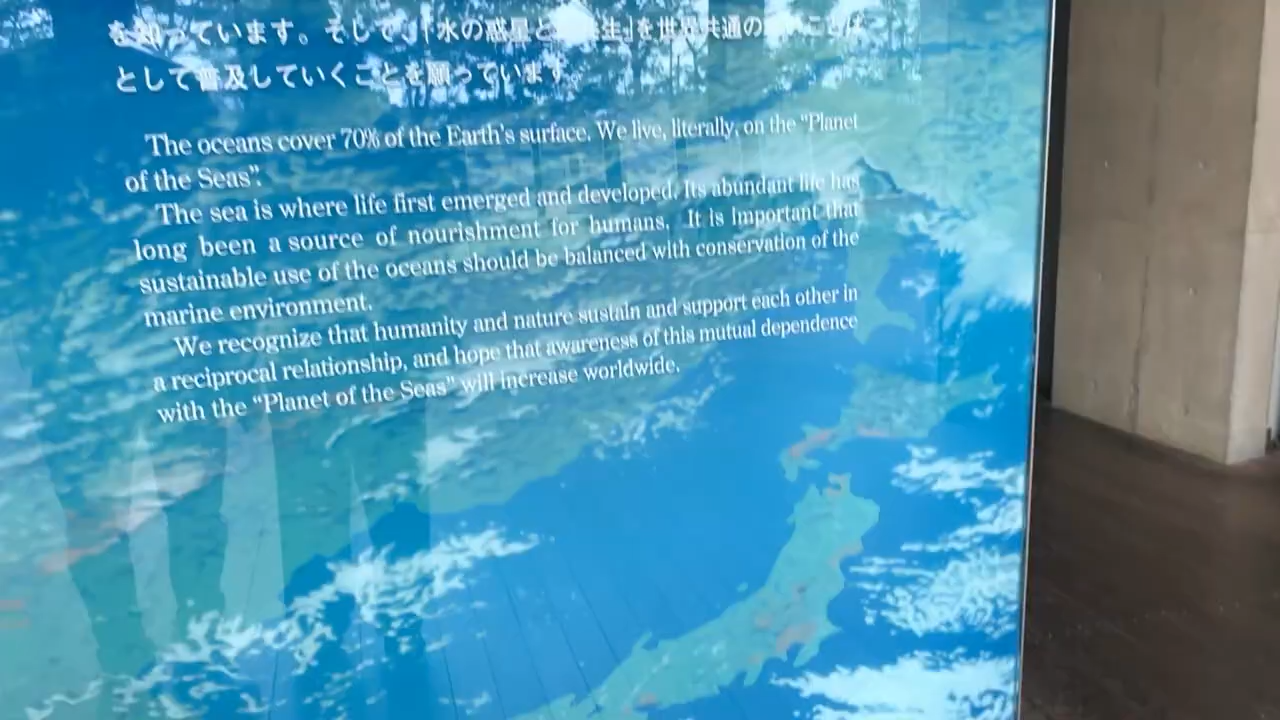 を知っています。そして、「水の惑星と共生」を世界共通の
として普及していくことを願っています。
The oceans cover 70% of the Earth's surface. We live, literally, on the “Planet
of the Seas”.
The sea is where life first emerged and developed. Its abundant life has
long been a source of nourishment for humans. It is important that
sustainable use of the oceans should be balanced with conservation of the
marine environment.
We recognize that humanity and nature sustain and support each other in
a reciprocal relationship, and hope that awareness of this mutual dependence
with the “Planet of the Seas” will increase worldwide.